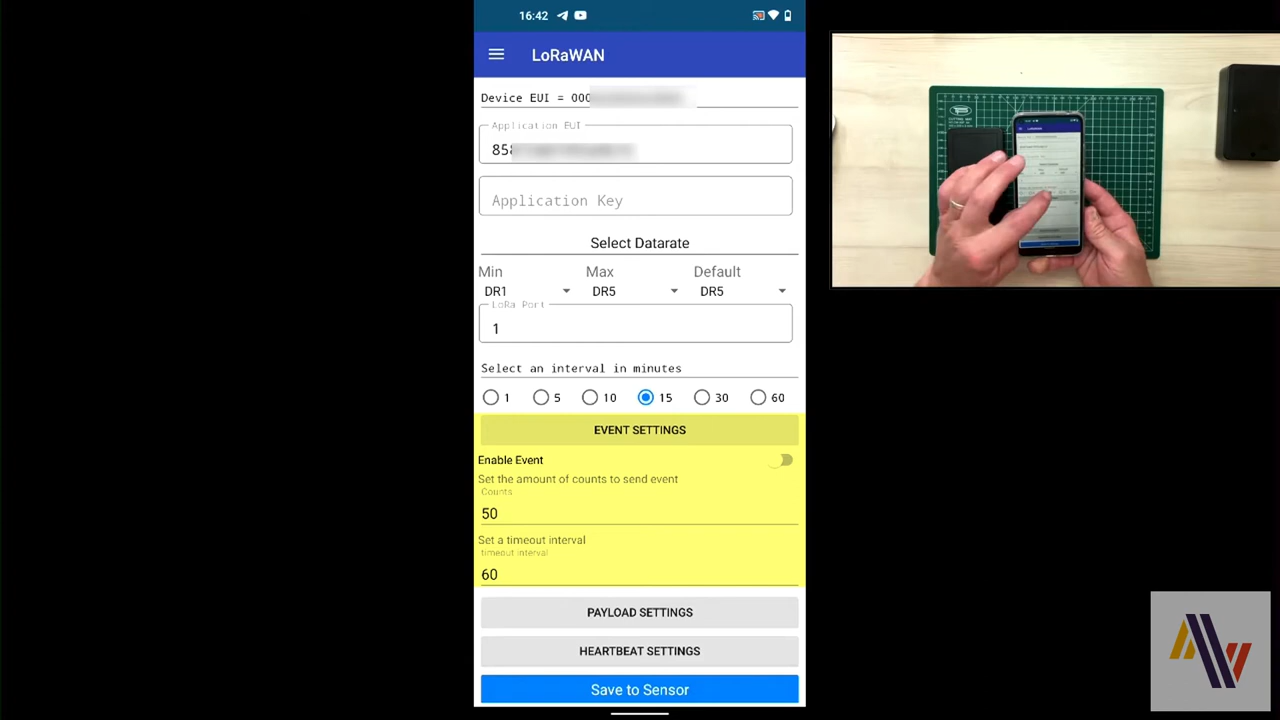 16:42
LoRaWAN
Device EUI = 000
Application EUI
858
Application Key
Select Datarate
Min Max Default
DR1 DR5 DR5
LoRa Port
1
Select an interval in minutes
1 5 10 15 30 60
EVENT SETTINGS
Enable Event
Set the amount of counts to send event
Counts
50
Set a timeout interval
timeout interval
60
PAYLOAD SETTINGS
HEARTBEAT SETTINGS
Save to Sensor